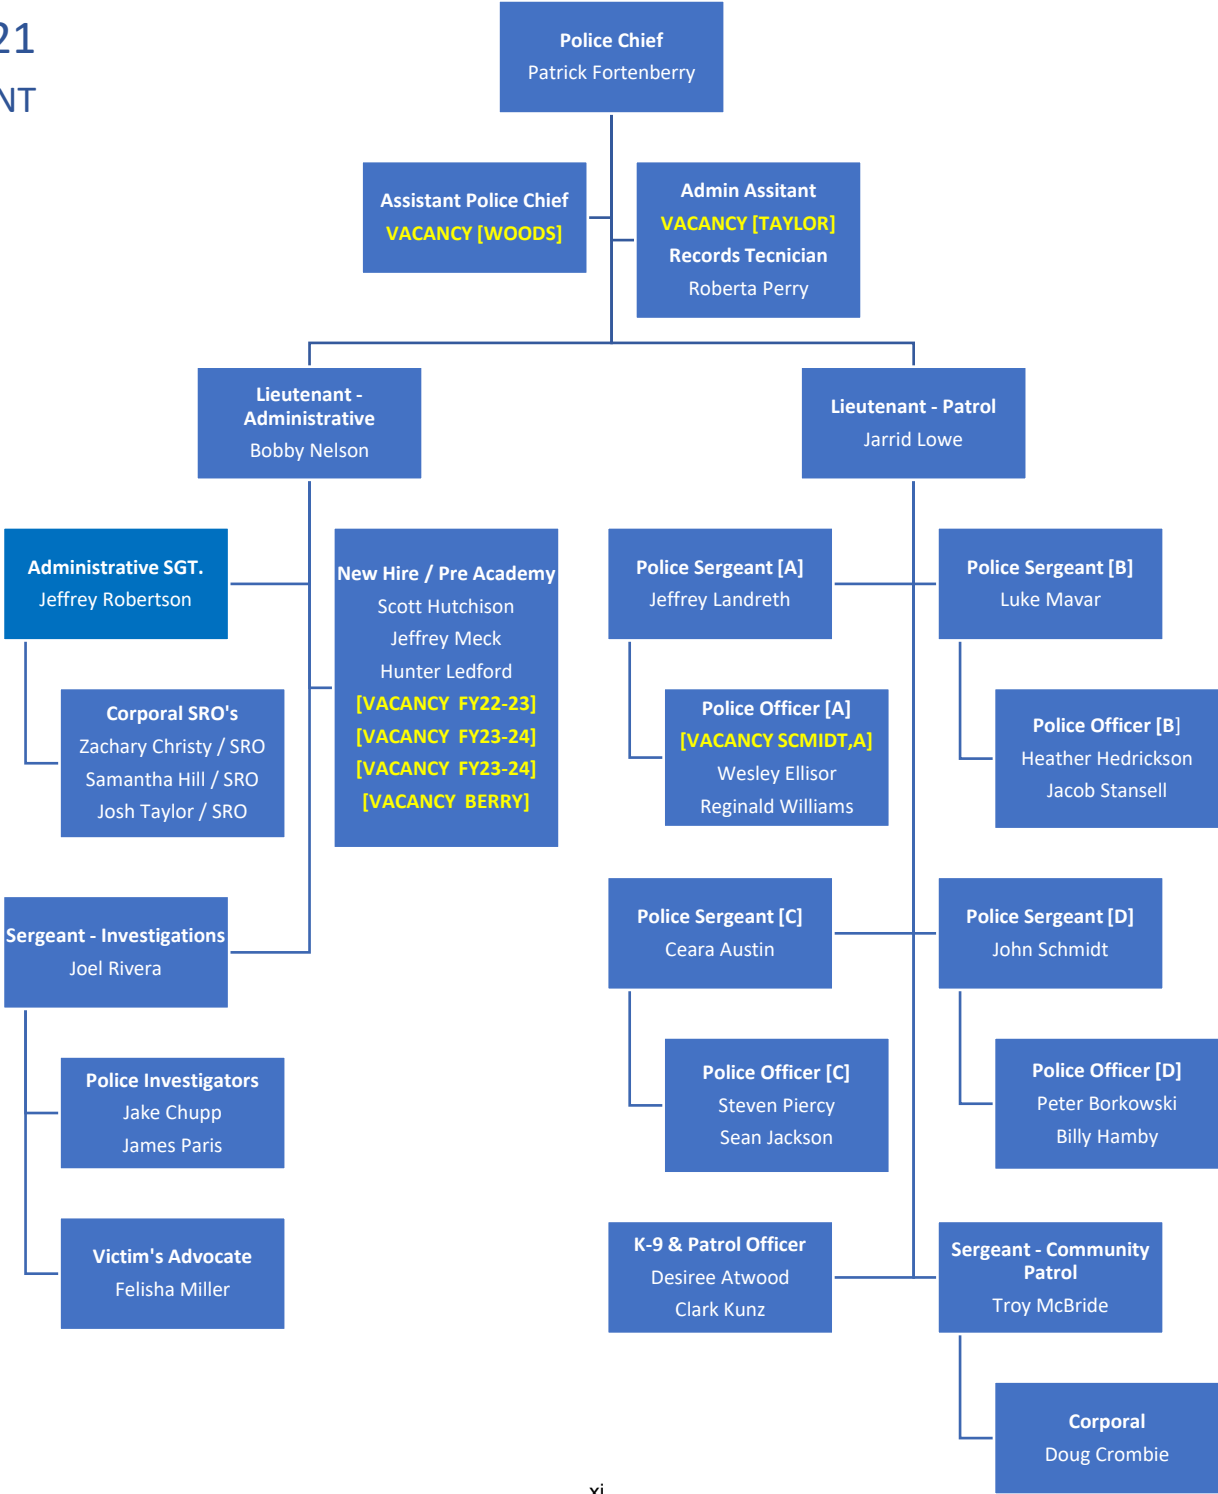 21
NT
Police Chief
Patrick Fortenberry
Assistant Police Chief
VACANCY [WOODS]
Admin Assitant
VACANCY [TAYLOR]
Records Tecnician
Roberta Perry
Lieutenant -
Administrative
Bobby Nelson
Lieutenant - Patrol
Jarrid Lowe
Administrative SGT.
Jeffrey Robertson
New Hire / Pre Academy
Scott Hutchison
Jeffrey Meck
Hunter Ledford
[VACANCY FY22-23]
[VACANCY FY23-24]
[VACANCY FY23-24]
[VACANCY BERRY]
Police Sergeant [A]
Jeffrey Landreth
Police Sergeant [B]
Luke Mavar
Corporal SRO's
Zachary Christy / SRO
Samantha Hill / SRO
Josh Taylor / SRO
Police Officer [A]
[VACANCY SCMIDT,A]
Wesley Ellisor
Reginald Williams
Police Officer [B]
Heather Hedrickson
Jacob Stansell
Sergeant - Investigations
Joel Rivera
Police Sergeant [C]
Ceara Austin
Police Sergeant [D]
John Schmidt
Police Investigators
Jake Chupp
James Paris
Police Officer [C]
Steven Piercy
Sean Jackson
Police Officer [D]
Peter Borkowski
Billy Hamby
Victim's Advocate
Felisha Miller
K-9 & Patrol Officer
Desiree Atwood
Clark Kunz
Sergeant - Community
Patrol
Troy McBride
Corporal
Doug Crombie
xi